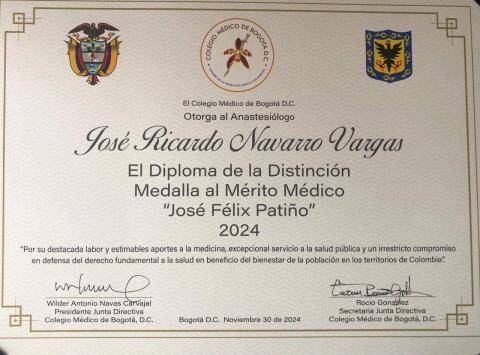 COLEGIO MÉDICO DE BOGOTÁ D.C.
El Colegio Médico de Bogotá D.C.
Otorga al Anastesiólogo
José Ricardo Navarro Vargas
El Diploma de la Distinción
Medalla al Mérito Médico
“José Félix Patiño”
2024
“Por su destacada labor y estimables aportes a la medicina, excepcional servicio a la salud pública y un irrestricto compromiso
en defensa del derecho fundamental a la salud en beneficio del bienestar de la población en los territorios de Colombia”.
Wilder Antonio Navas Carvajal
Presidente Junta Directiva
Colegio Médico de Bogotá, D.C.
Bogotá D.C. Noviembre 30 de 2024
Rocio González
Secretaria Junta Directiva
Colegio Médico de Bogotá, D.C.